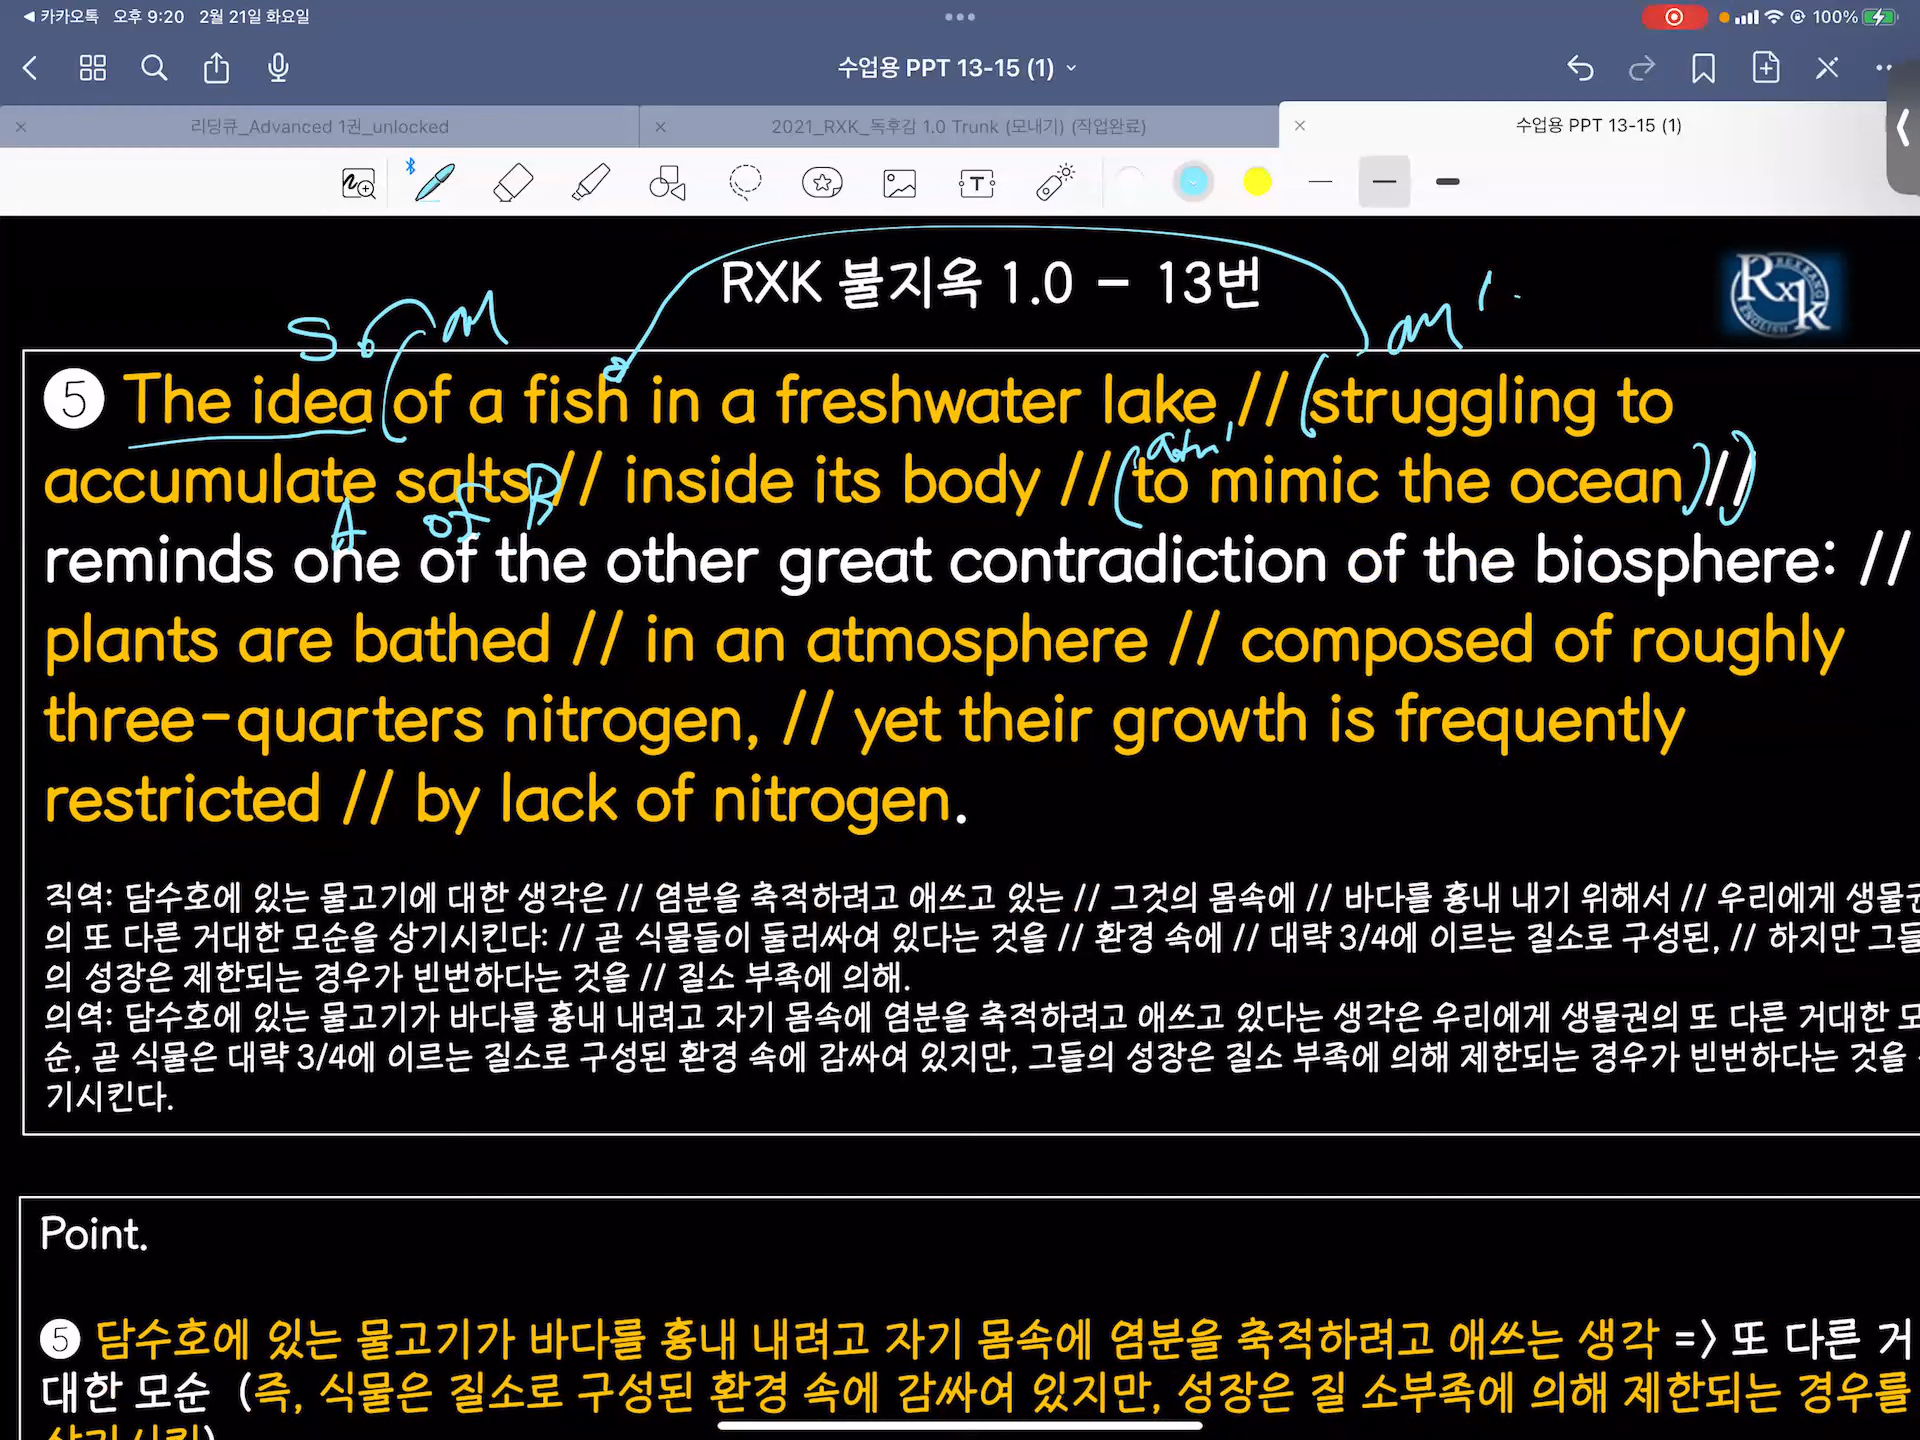 ◀ 카카오톡 오후 9:20 2월 21일 화요일
100%
수업용 PPT 13-15 (1)
리딩큐_Advanced 1권_unlocked
2021_RXK_독후감 1.0 Trunk (모내기) (작업완료)
수업용 PPT 13-15 (1)
RXK 불지옥 1.0 - 13번
RxK
S M
⑤ The idea of a fish in a freshwater lake // struggling to
accumulate salts // inside its body // to mimic the ocean //
A of B
reminds one of the other great contradiction of the biosphere: //
plants are bathed // in an atmosphere // composed of roughly
three-quarters nitrogen, // yet their growth is frequently
restricted // by lack of nitrogen.
직역: 담수호에 있는 물고기에 대한 생각은 // 염분을 축적하려고 애쓰고 있는 // 그것의 몸속에 // 바다를 흉내 내기 위해서 // 우리에게 생물권
의 또 다른 거대한 모순을 상기시킨다: // 곧 식물들이 둘러싸여 있다는 것을 // 환경 속에 // 대략 3/4에 이르는 질소로 구성된, // 하지만 그들
의 성장은 제한되는 경우가 빈번하다는 것을 // 질소 부족에 의해.
의역: 담수호에 있는 물고기가 바다를 흉내 내려고 자기 몸속에 염분을 축적하려고 애쓰고 있다는 생각은 우리에게 생물권의 또 다른 거대한 모
순, 곧 식물은 대략 3/4에 이르는 질소로 구성된 환경 속에 감싸여 있지만, 그들의 성장은 질소 부족에 의해 제한되는 경우가 빈번하다는 것을
기시킨다.
Point.
⑤ 담수호에 있는 물고기가 바다를 흉내 내려고 자기 몸속에 염분을 축적하려고 애쓰는 생각 => 또 다른 거
대한 모순 (즉, 식물은 질소로 구성된 환경 속에 감싸여 있지만, 성장은 질 소부족에 의해 제한되는 경우를
상기시킴)